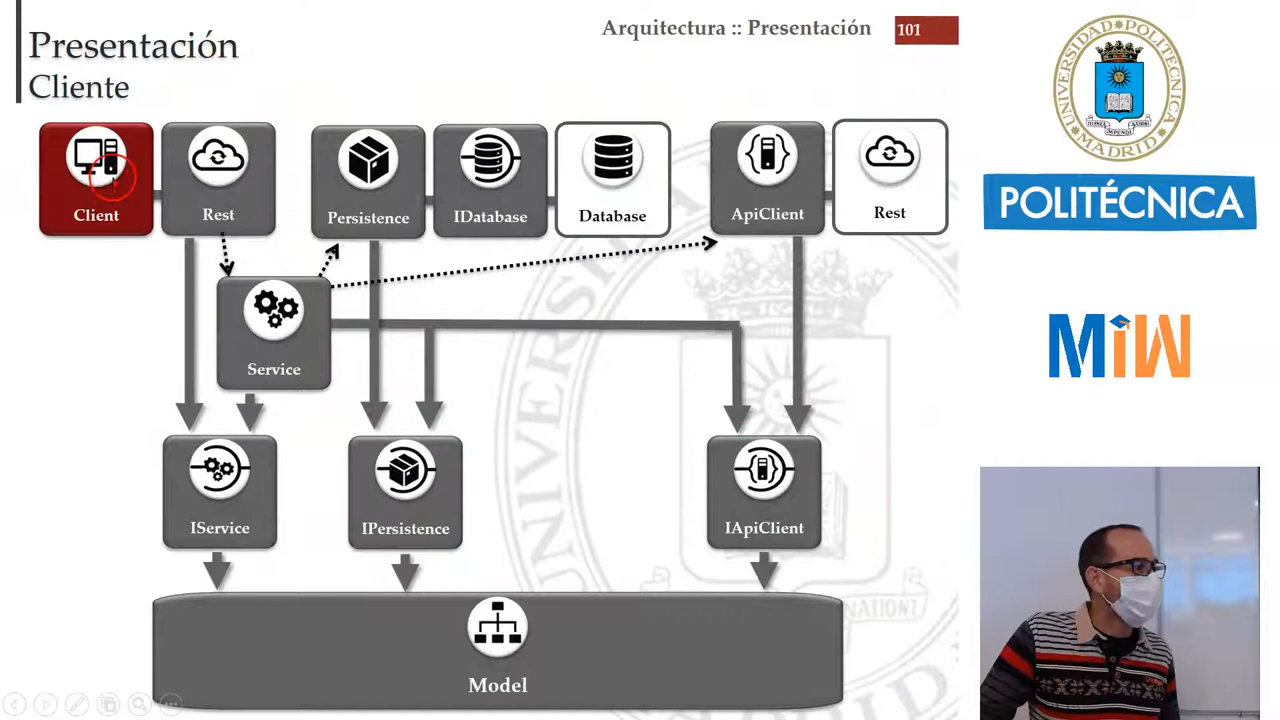 Presentación
Cliente
Arquitectura :: Presentación
101
Client
Rest
Persistence
IDatabase
Database
ApiClient
Rest
Service
IService
IPersistence
IApiClient
Model
UNIVERSIDAD POLITÉCNICA
MADRID
POLITÉCNICA
MiW